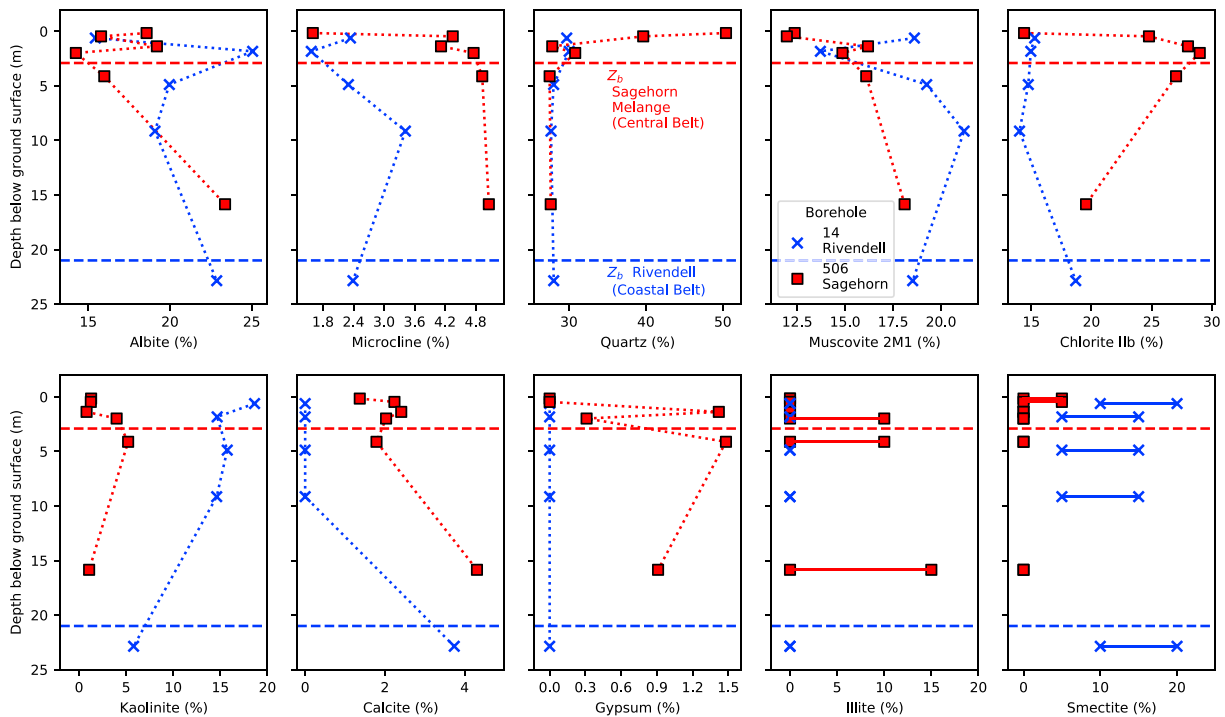 Depth below ground surface (m)
0
5
10
15
20
25
15
20
25
Albite (%)
1.8
2.4
3.0
3.6
4.2
4.8
Microcline (%)
Z_b
Sagehorn
Melange
(Central Belt)
Z_b Rivendell
(Coastal Belt)
30
40
50
Quartz (%)
Borehole
14
Rivendell
506
Sagehorn
12.5
15.0
17.5
20.0
Muscovite 2M1 (%)
15
20
25
30
Chlorite IIb (%)
Depth below ground surface (m)
0
5
10
15
20
25
0
5
10
15
20
Kaolinite (%)
0
2
4
Calcite (%)
0.0
0.3
0.6
0.9
1.2
1.5
Gypsum (%)
0
5
10
15
20
Illite (%)
0
10
20
Smectite (%)